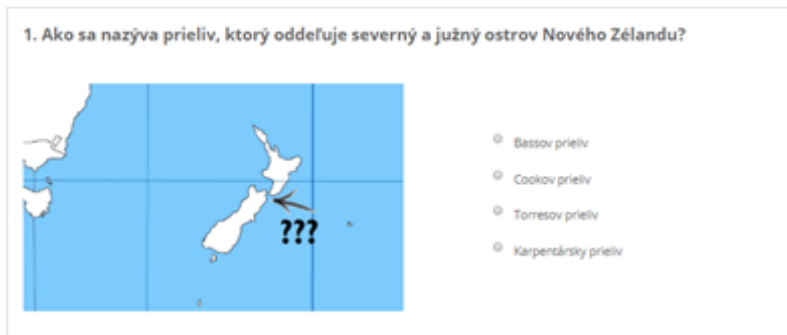 1. Ako sa nazýva prieliv, ktorý oddeľuje severný a južný ostrov Nového Zélandu?
???
Bassov prieliv
Cookov prieliv
Torresov prieliv
Karpentársky prieliv